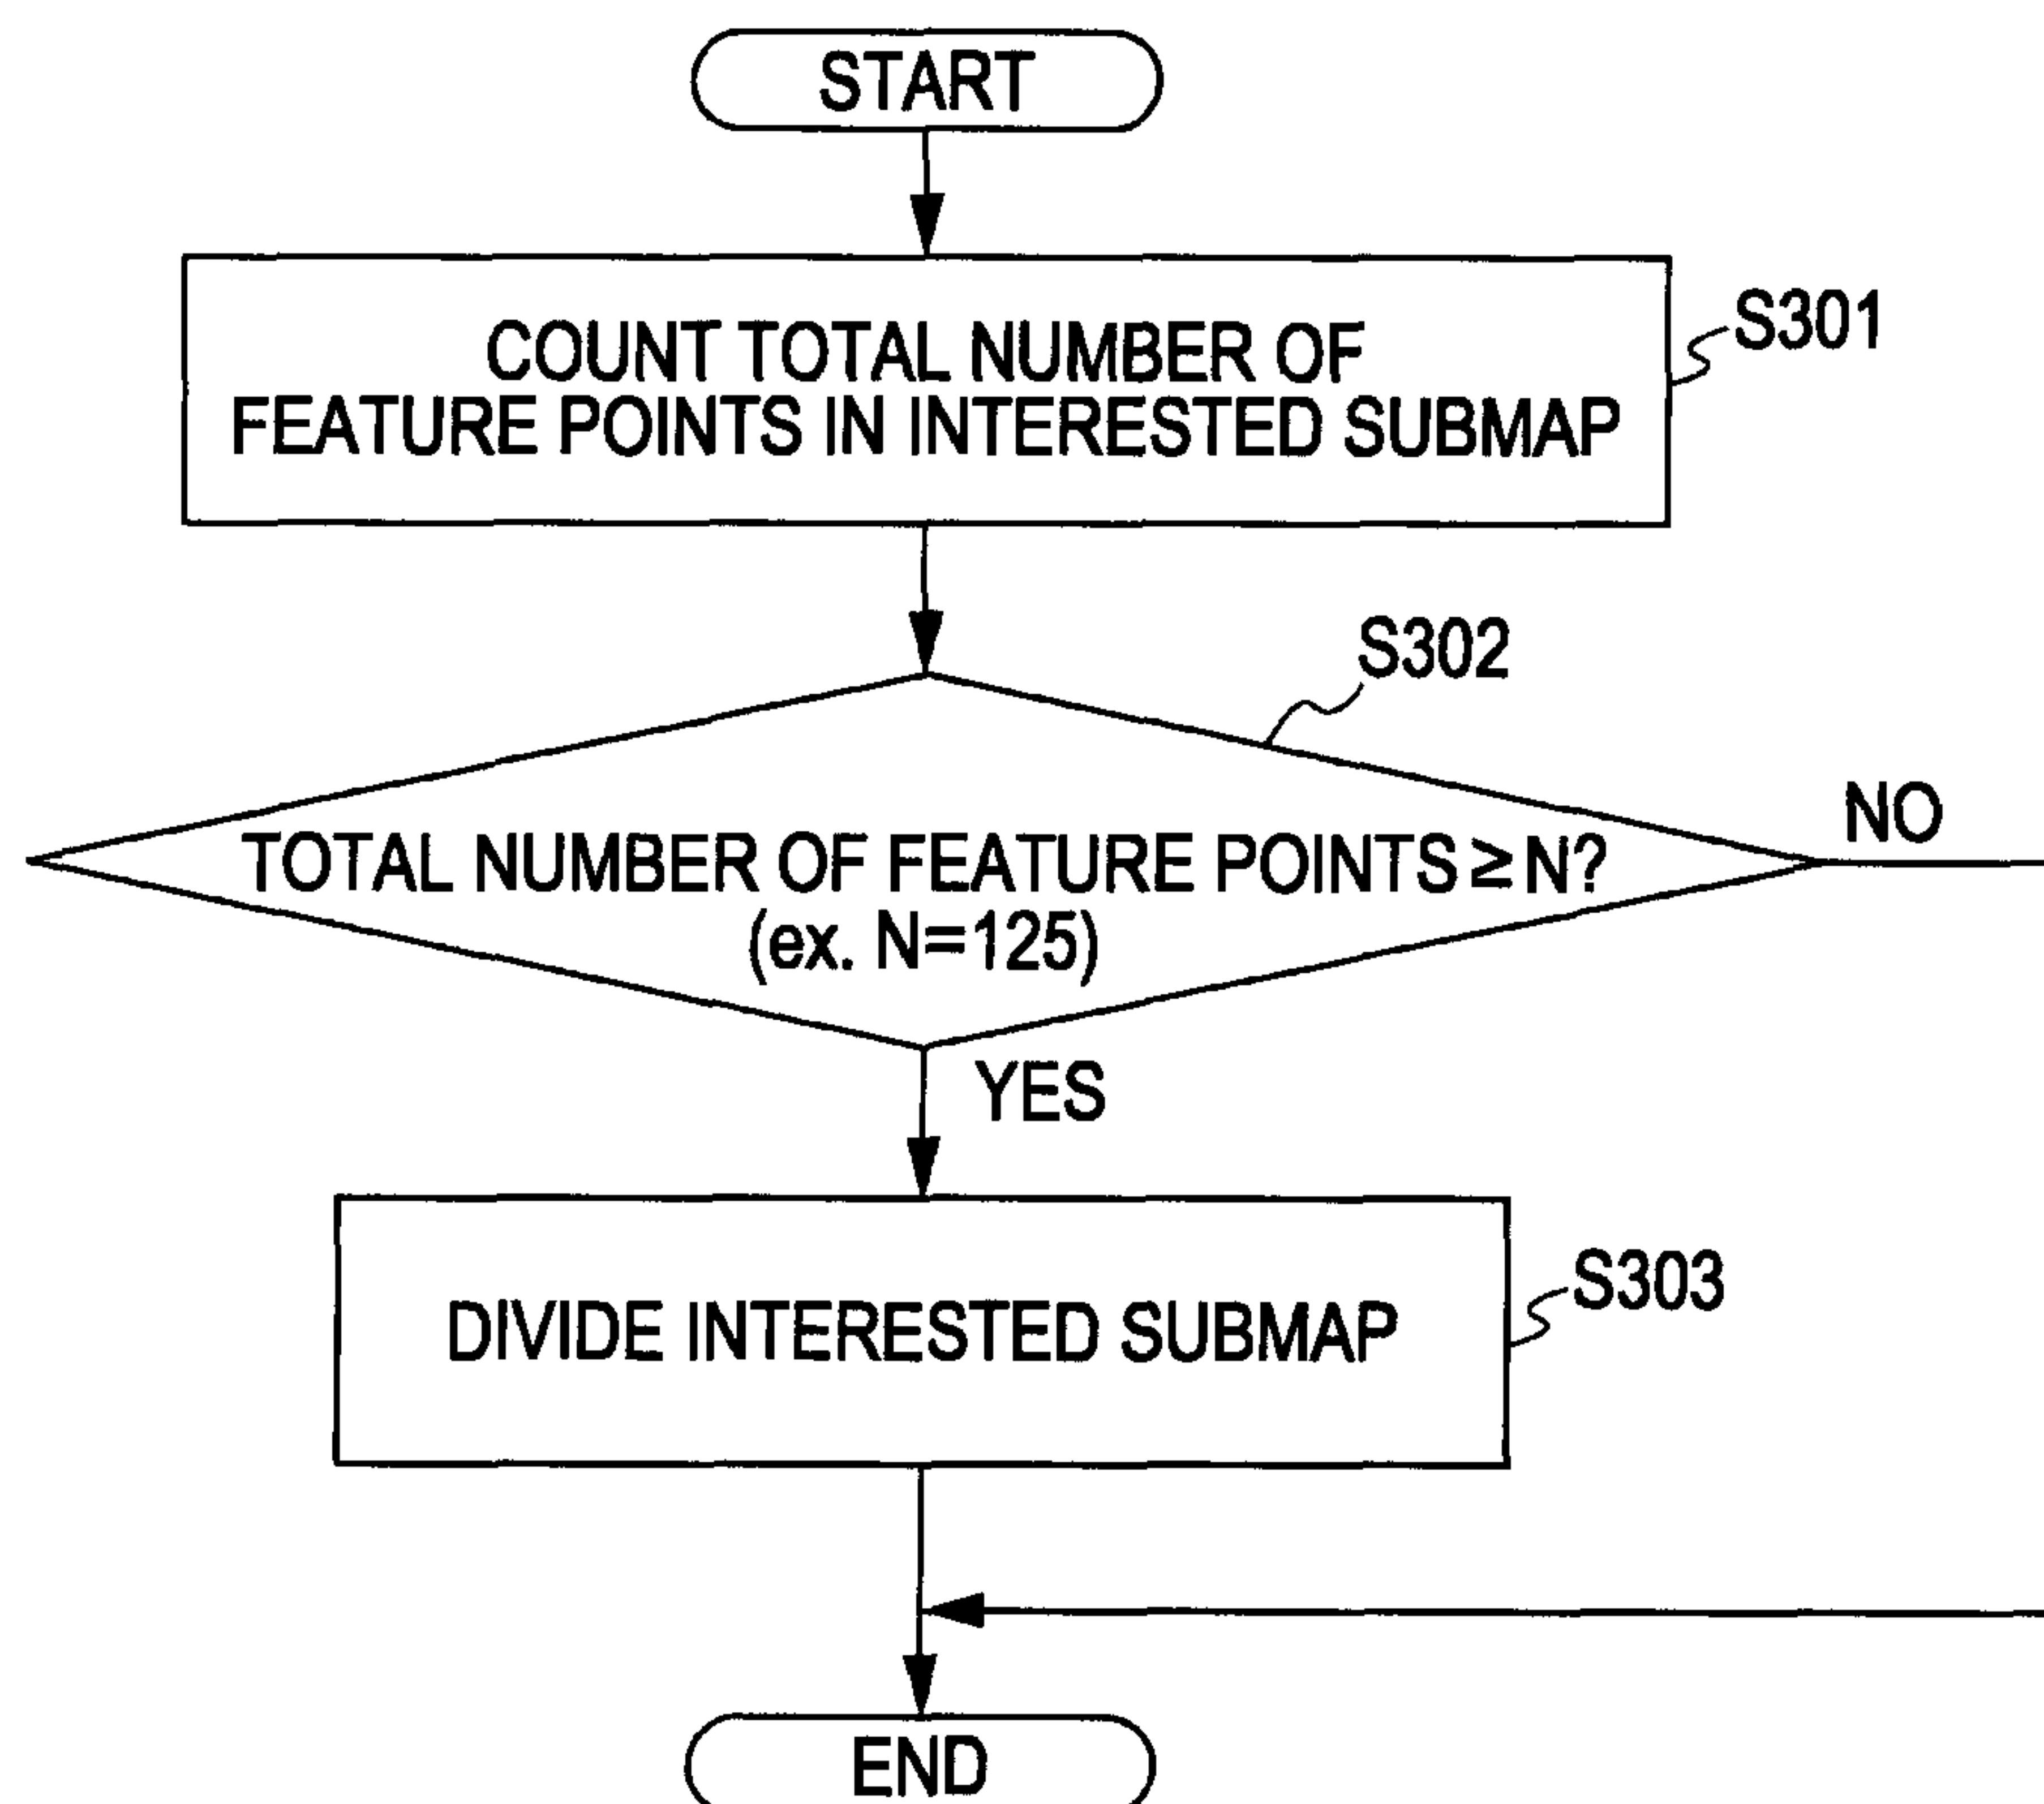 START
COUNT TOTAL NUMBER OF
FEATURE POINTS IN INTERESTED SUBMAP
S301
S302
TOTAL NUMBER OF FEATURE POINTS ≥ N?
(ex. N=125)
NO
YES
DIVIDE INTERESTED SUBMAP
S303
END